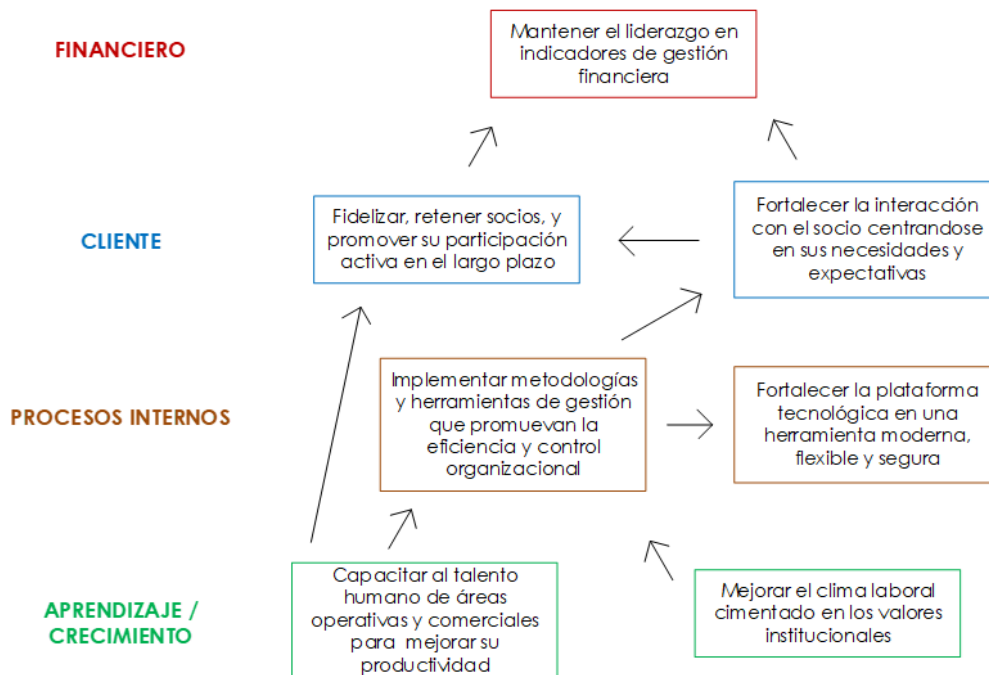 FINANCIERO
Mantener el liderazgo en
indicadores de gestión
financiera
CLIENTE
Fidelizar, retener socios, y
promover su participación
activa en el largo plazo
Fortalecer la interacción
con el socio centrandose
en sus necesidades y
expectativas
PROCESOS INTERNOS
Implementar metodologías
y herramientas de gestión
que promuevan la
eficiencia y control
organizacional
Fortalecer la plataforma
tecnológica en una
herramienta moderna,
flexible y segura
APRENDIZAJE /
CRECIMIENTO
Capacitar al talento
humano de áreas
operativas y comerciales
para mejorar su
productividad
Mejorar el clima laboral
cimentado en los valores
institucionales